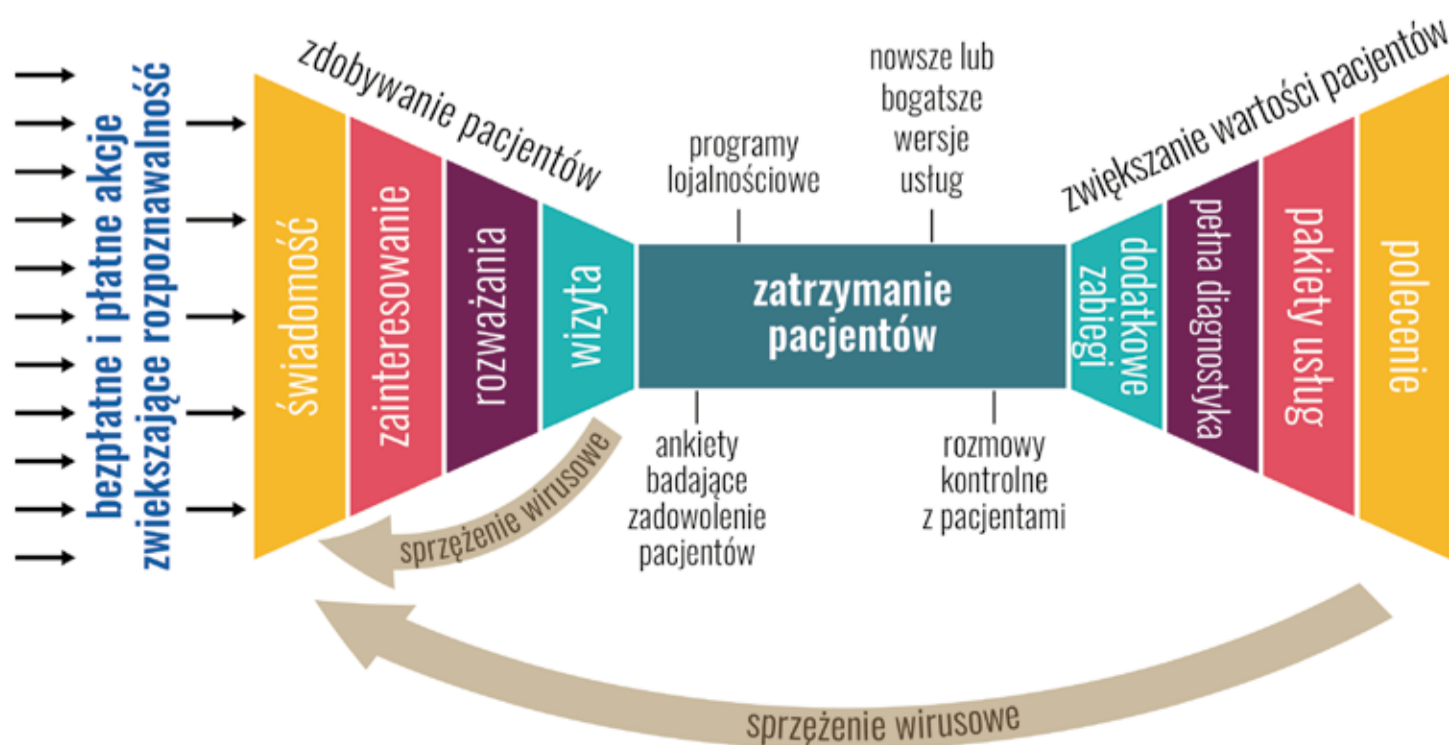 bezpłatne i płatne akcje
zwiekszające rozpoznawalność
zdobywanie pacjentów
świadomość
zainteresowanie
rozważania
wizyta
programy
lojalnościowe
nowsze lub
bogatsze
wersje
usług
zatrzymanie
pacjentów
ankiety
badające
zadowolenie
pacjentów
rozmowy
kontrolne
z pacjentami
zwiększanie wartości pacjentów
dodatkowe
zabiegi
pełna diagnostyka
pakiety usług
polecenie
sprzężenie wirusowe
sprzężenie wirusowe